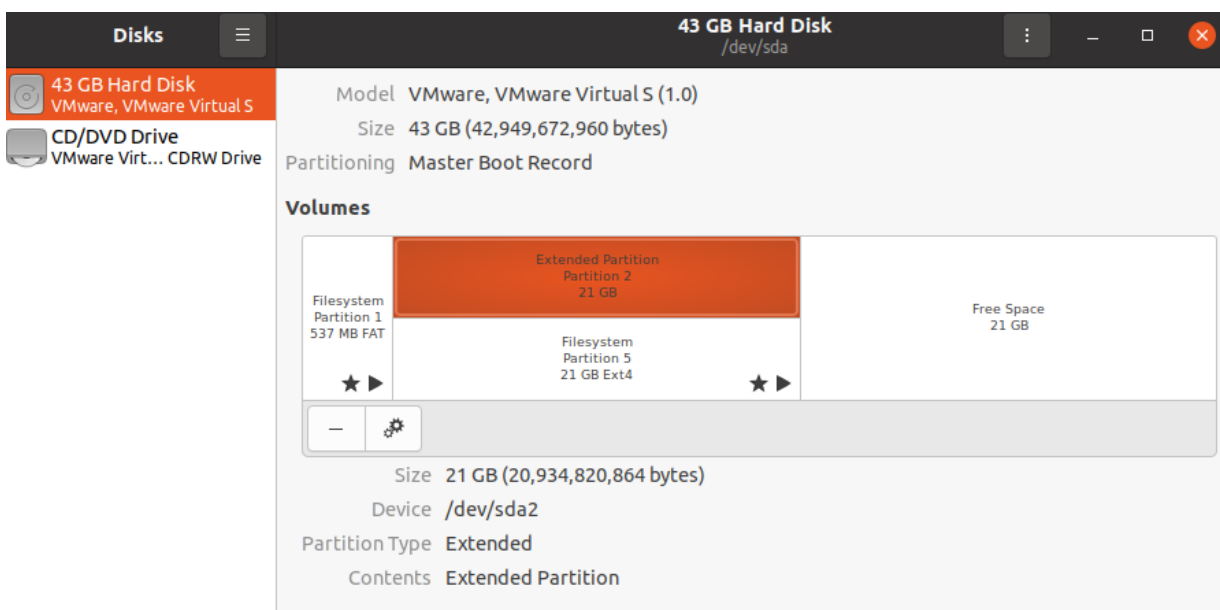 Disks
43 GB Hard Disk
/dev/sda
43 GB Hard Disk
VMware, VMware Virtual S
CD/DVD Drive
VMware Virt... CDRW Drive
Model VMware, VMware Virtual S (1.0)
Size 43 GB (42,949,672,960 bytes)
Partitioning Master Boot Record
Volumes
Filesystem
Partition 1
537 MB FAT
Extended Partition
Partition 2
21 GB
Filesystem
Partition 5
21 GB Ext4
Free Space
21 GB
Size 21 GB (20,934,820,864 bytes)
Device /dev/sda2
Partition Type Extended
Contents Extended Partition